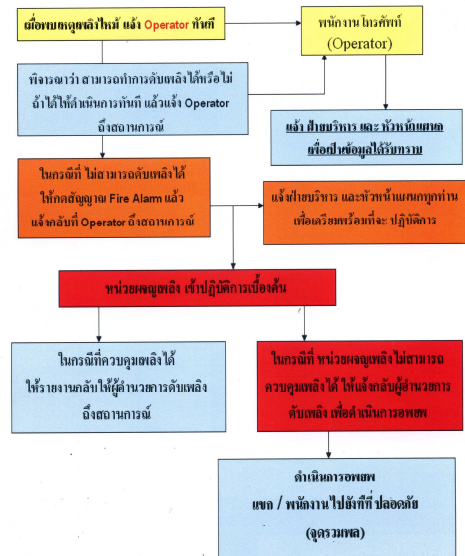 เมื่อพบเหตุเพลิงไหม้ แจ้ง Operator ทันที
พนักงานโทรศัพท์
(Operator)
พิจารณาว่า สามารถทำการดับเพลิงได้หรือไม่
ถ้าได้ให้ดำเนินการทันที แล้วแจ้ง Operator
ถึงสถานการณ์
แจ้ง ฝ่ายบริหาร และ หัวหน้าแผนก
เพื่อเป็นข้อมูลได้รับทราบ
ในกรณีที่ ไม่สามารถดับเพลิงได้
ให้กดสัญญาณ Fire Alarm แล้ว
แจ้งกลับที่ Operator ถึงสถานการณ์
แจ้งฝ่ายบริหาร และหัวหน้าแผนกทุกท่าน
เพื่อเตรียมพร้อมที่จะ ปฏิบัติการ
หน่วยผจญเพลิง เข้าปฏิบัติการเบื้องต้น
ในกรณีที่ควบคุมเพลิงได้
ให้รายงานกลับให้ผู้อำนวยการดับเพลิง
ถึงสถานการณ์
ในกรณีที่ หน่วยผจญเพลิงไม่สามารถ
ควบคุมเพลิงได้ ให้แจ้งกลับผู้อำนวยการ
ดับเพลิง เพื่อดำเนินการอพยพ
ดำเนินการอพยพ
แขก / พนักงานไปยังที่ที่ ปลอดภัย
(จุดรวมพล)